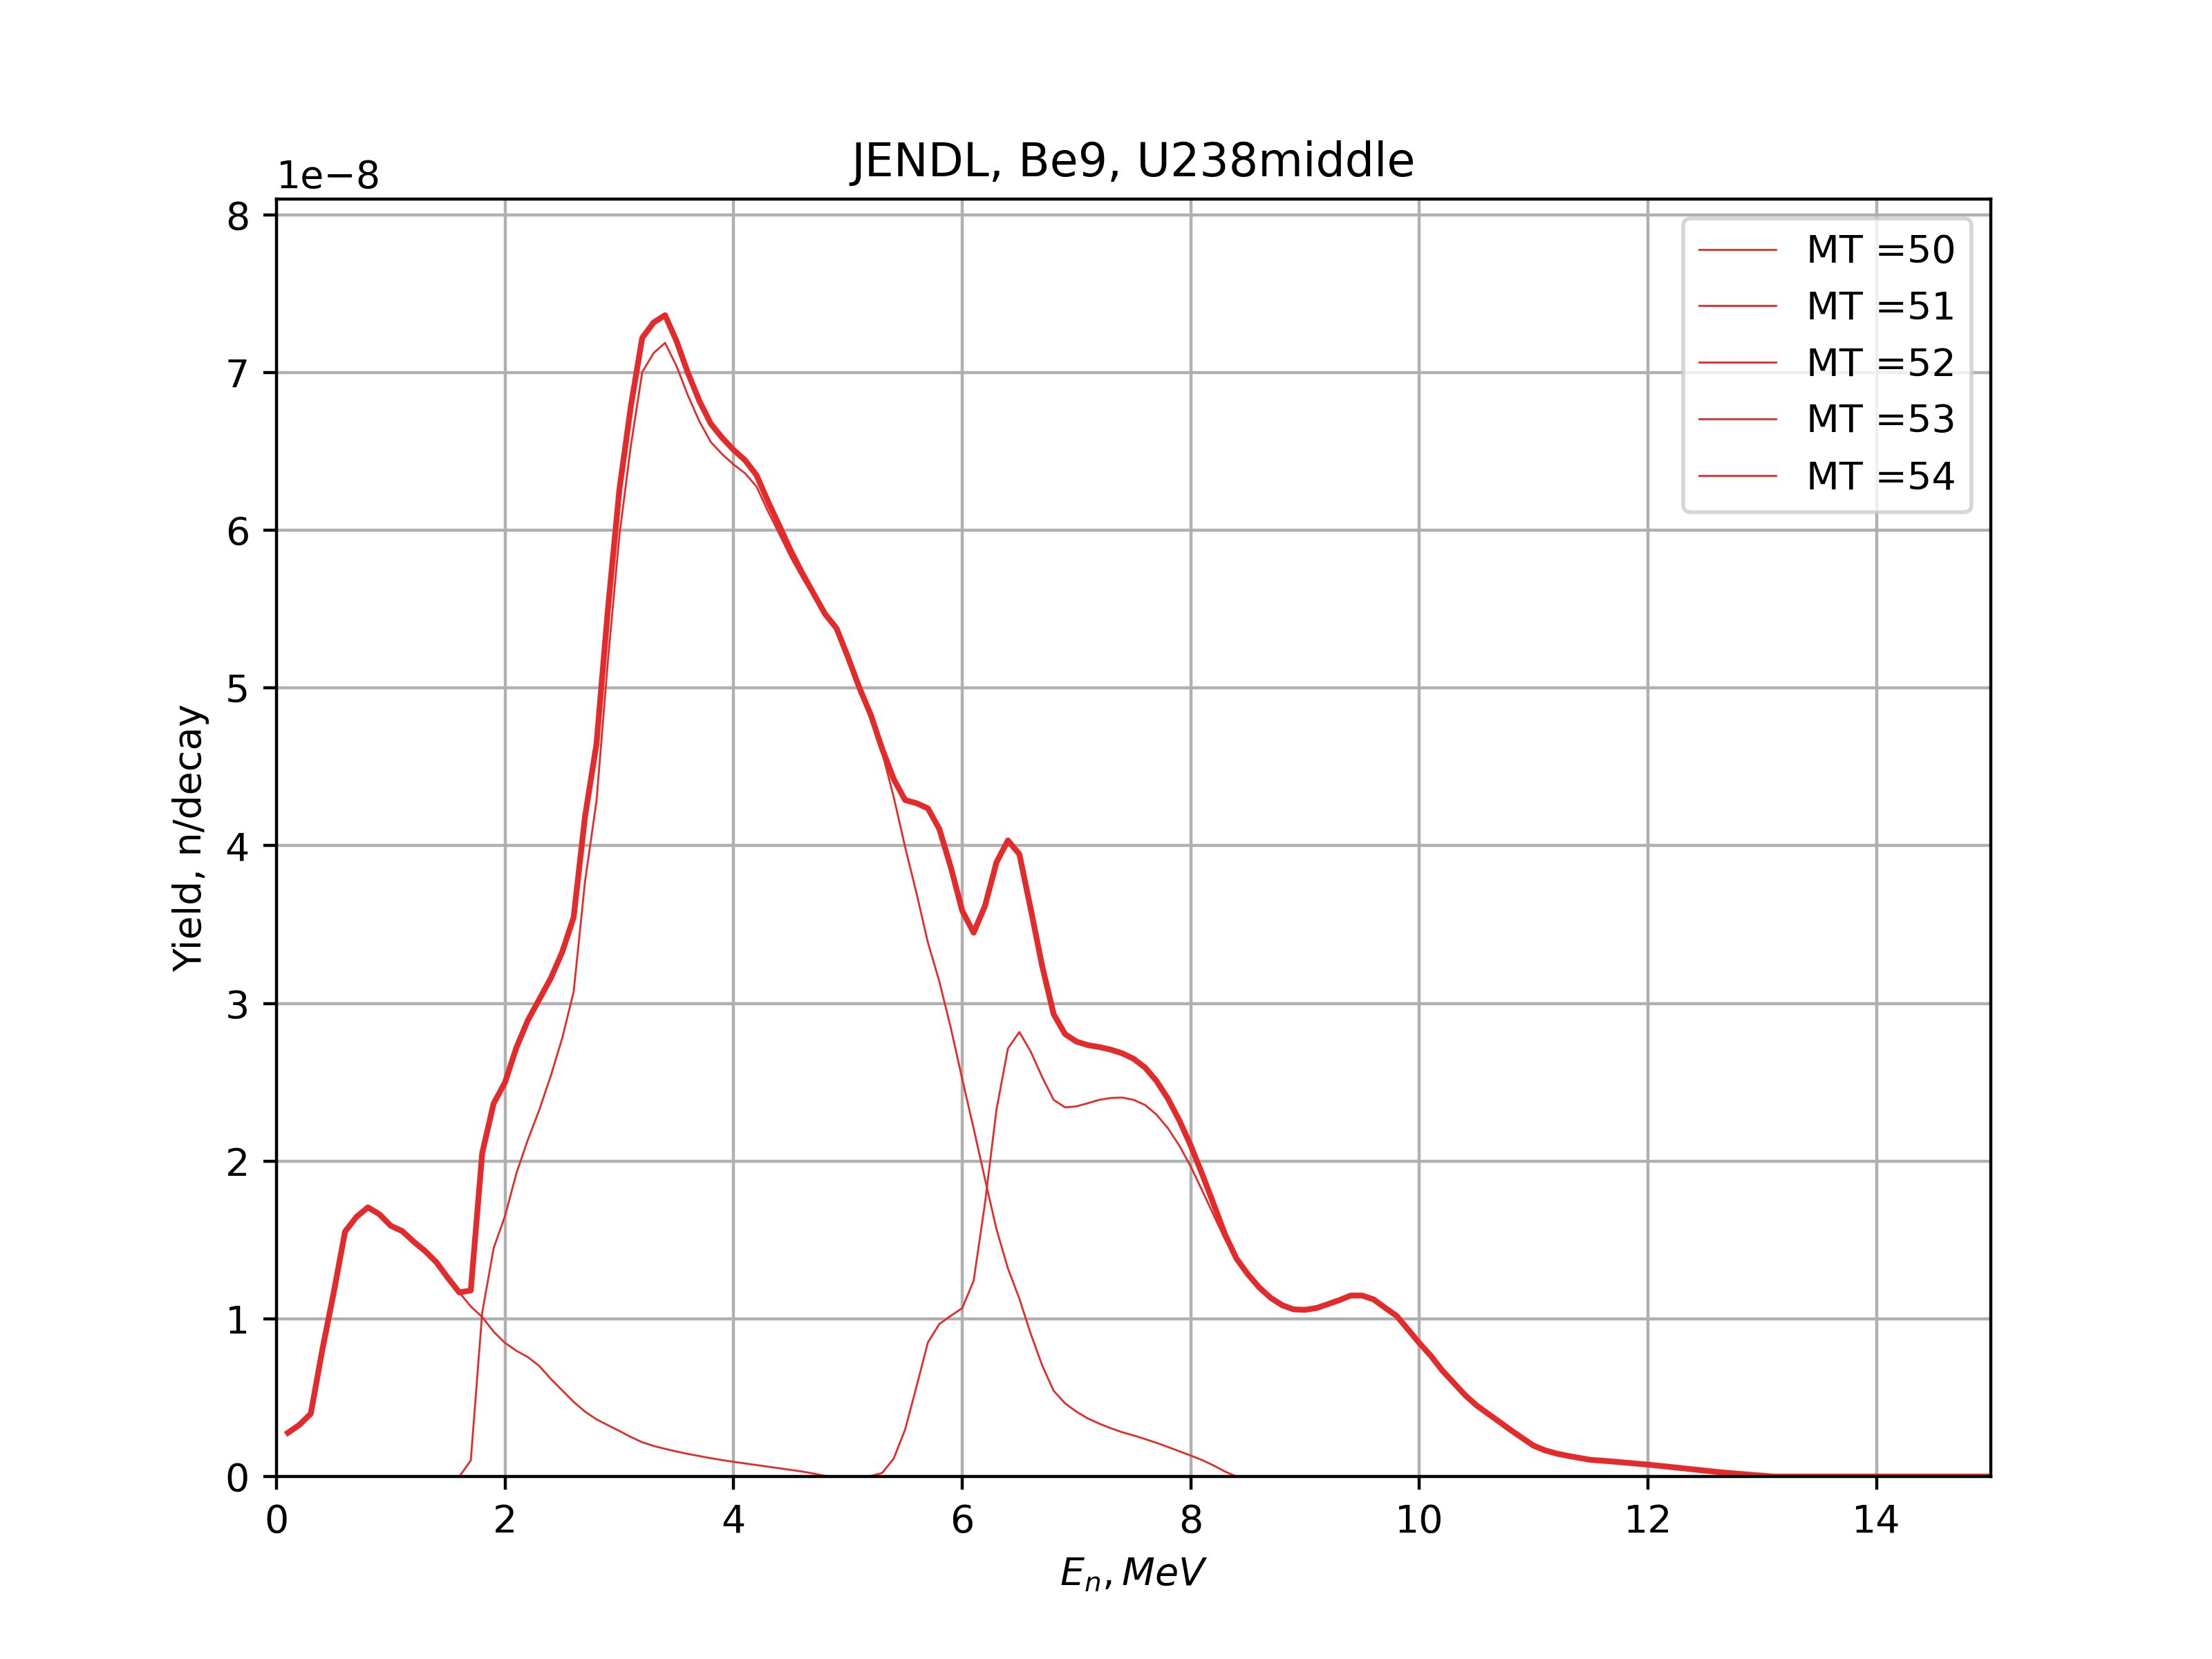 JENDL, Be9, U238middle
1e−8
8
7
6
5
4
3
2
1
0
Yield, n/decay
MT =50
MT =51
MT =52
MT =53
MT =54
0 2 4 6 8 10 12 14
E_n, MeV